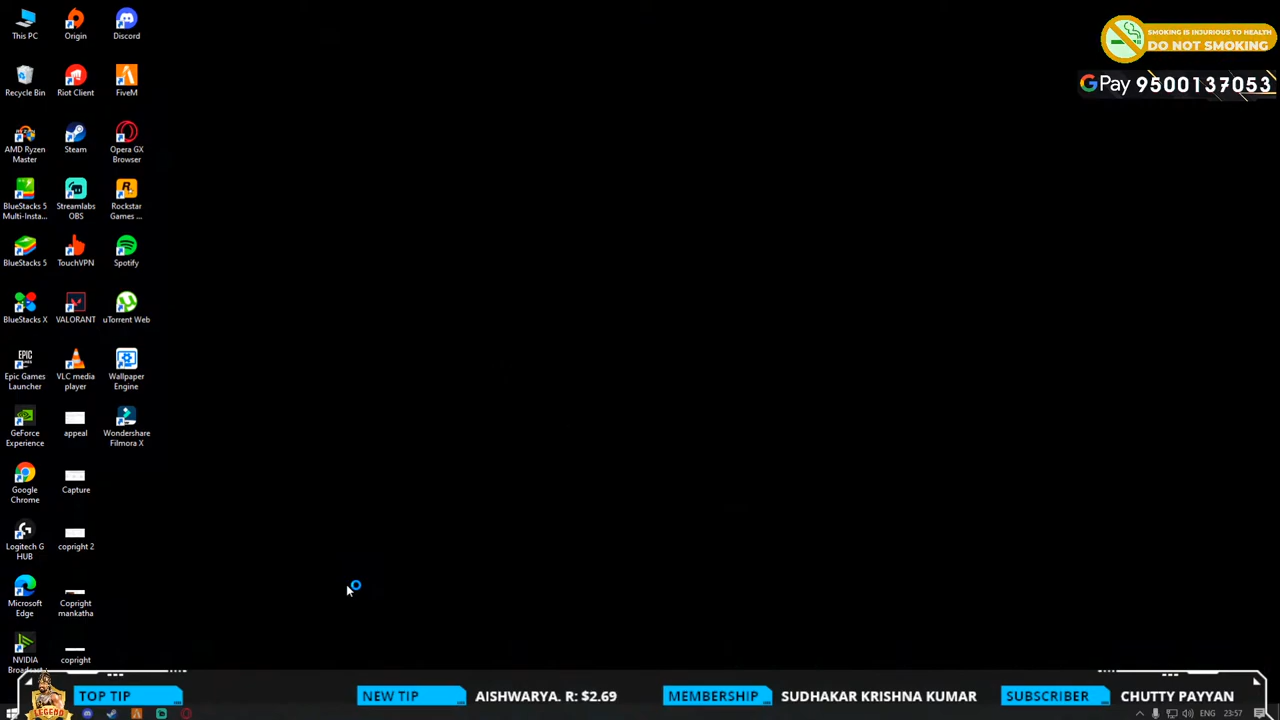 This PC
Origin
Discord
SMOKING IS INJURIOUS TO HEALTH
DO NOT SMOKING
G Pay 9500137053
Recycle Bin
Riot Client
FiveM
AMD Ryzen
Master
Steam
Opera GX
Browser
BlueStacks 5
Multi-Insta...
Streamlabs
OBS
Rockstar
Games ...
BlueStacks 5
TouchVPN
Spotify
BlueStacks X
VALORANT
uTorrent Web
EPIC
Epic Games
Launcher
VLC media
player
Wallpaper
Engine
GeForce
Experience
appeal
Wondershare
Filmora X
Google
Chrome
Capture
Logitech G
HUB
copright 2
Microsoft
Edge
Copright
mankatha
NVIDIA
Broadcast
copright
LEGEND
TOP TIP
NEW TIP
AISHWARYA. R: $2.69
MEMBERSHIP
SUDHAKAR KRISHNA KUMAR
SUBSCRIBER
CHUTTY PAYYAN
ENG
23:57